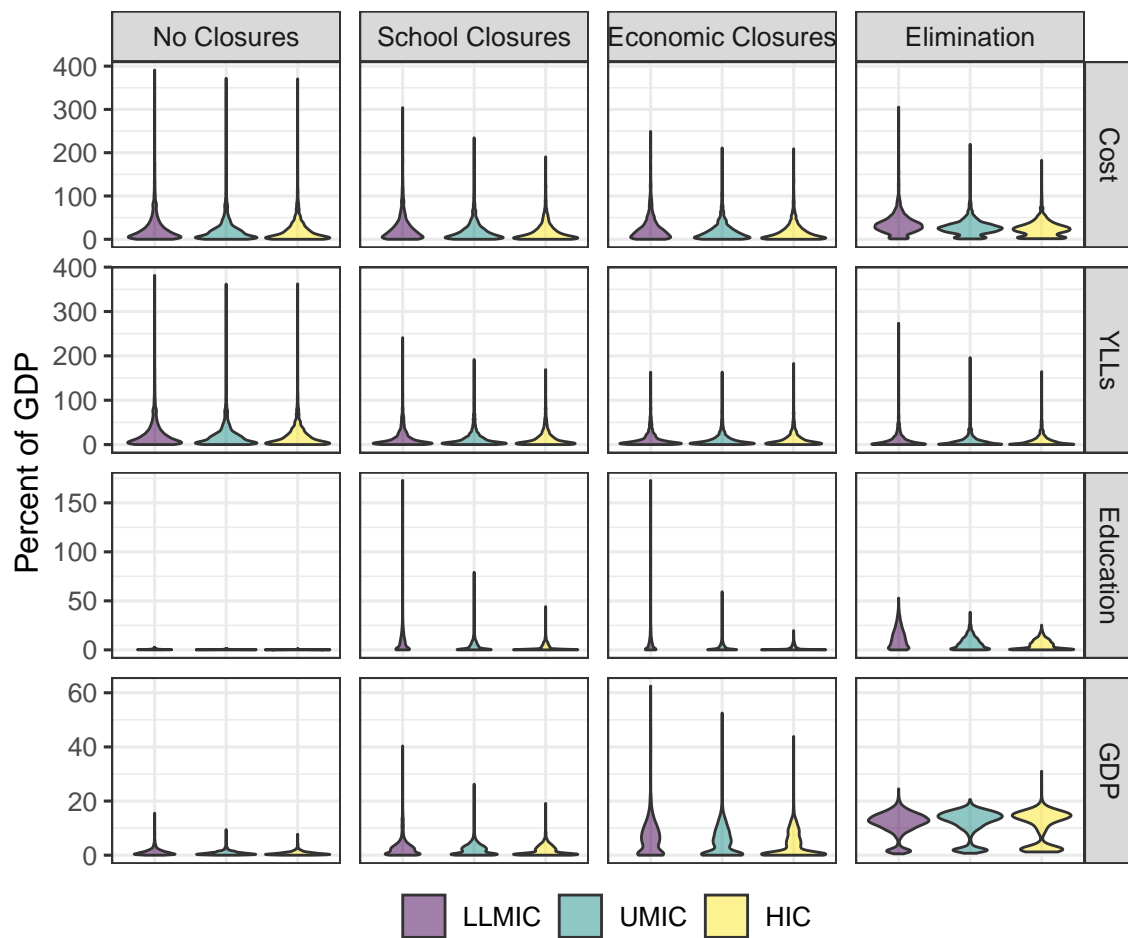 No Closures School Closures Economic Closures Elimination
400
300
200
100
0
Cost
400
300
200
100
0
YLLs
Percent of GDP
150
100
50
0
Education
60
40
20
0
GDP
LLMIC UMIC HIC